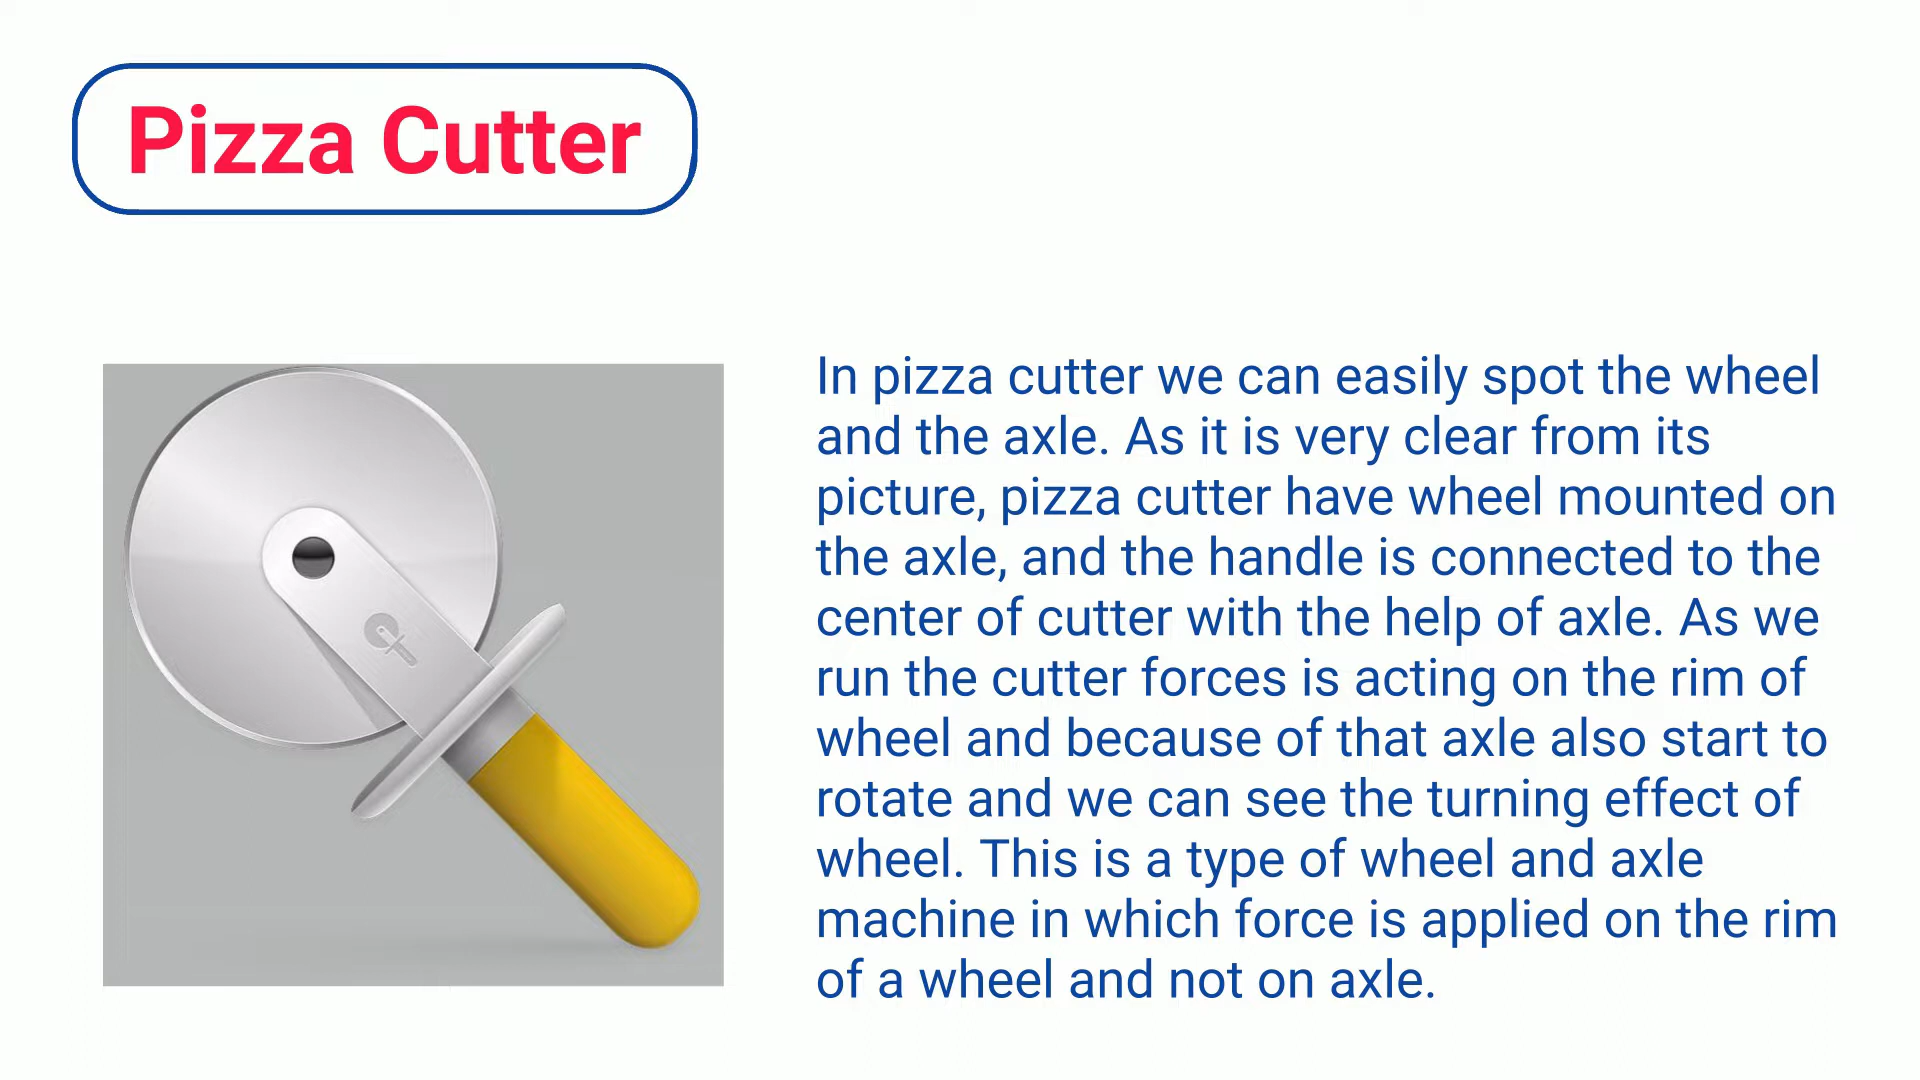 Pizza Cutter
In pizza cutter we can easily spot the wheel
and the axle. As it is very clear from its
picture, pizza cutter have wheel mounted on
the axle, and the handle is connected to the
center of cutter with the help of axle. As we
run the cutter forces is acting on the rim of
wheel and because of that axle also start to
rotate and we can see the turning effect of
wheel. This is a type of wheel and axle
machine in which force is applied on the rim
of a wheel and not on axle.